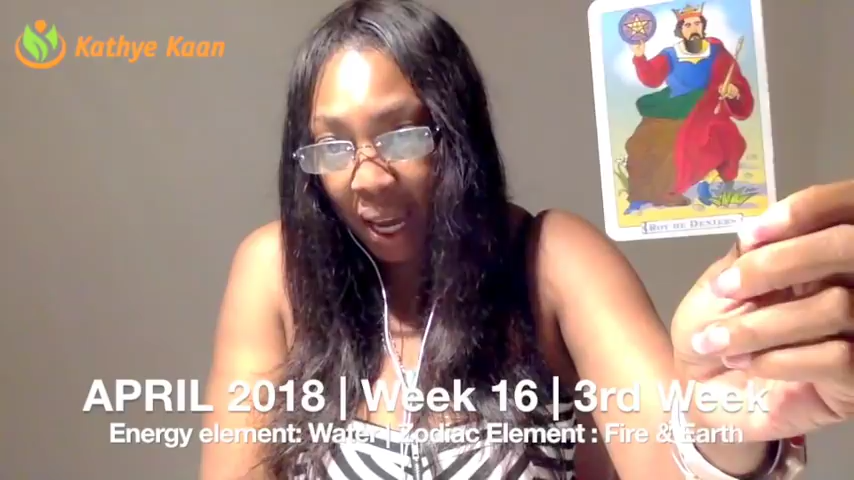 Kathye Kaan
ROY DE DENIERS
APRIL 2018 | Week 16 | 3rd Week
Energy element: Water | Zodiac Element : Fire & Earth